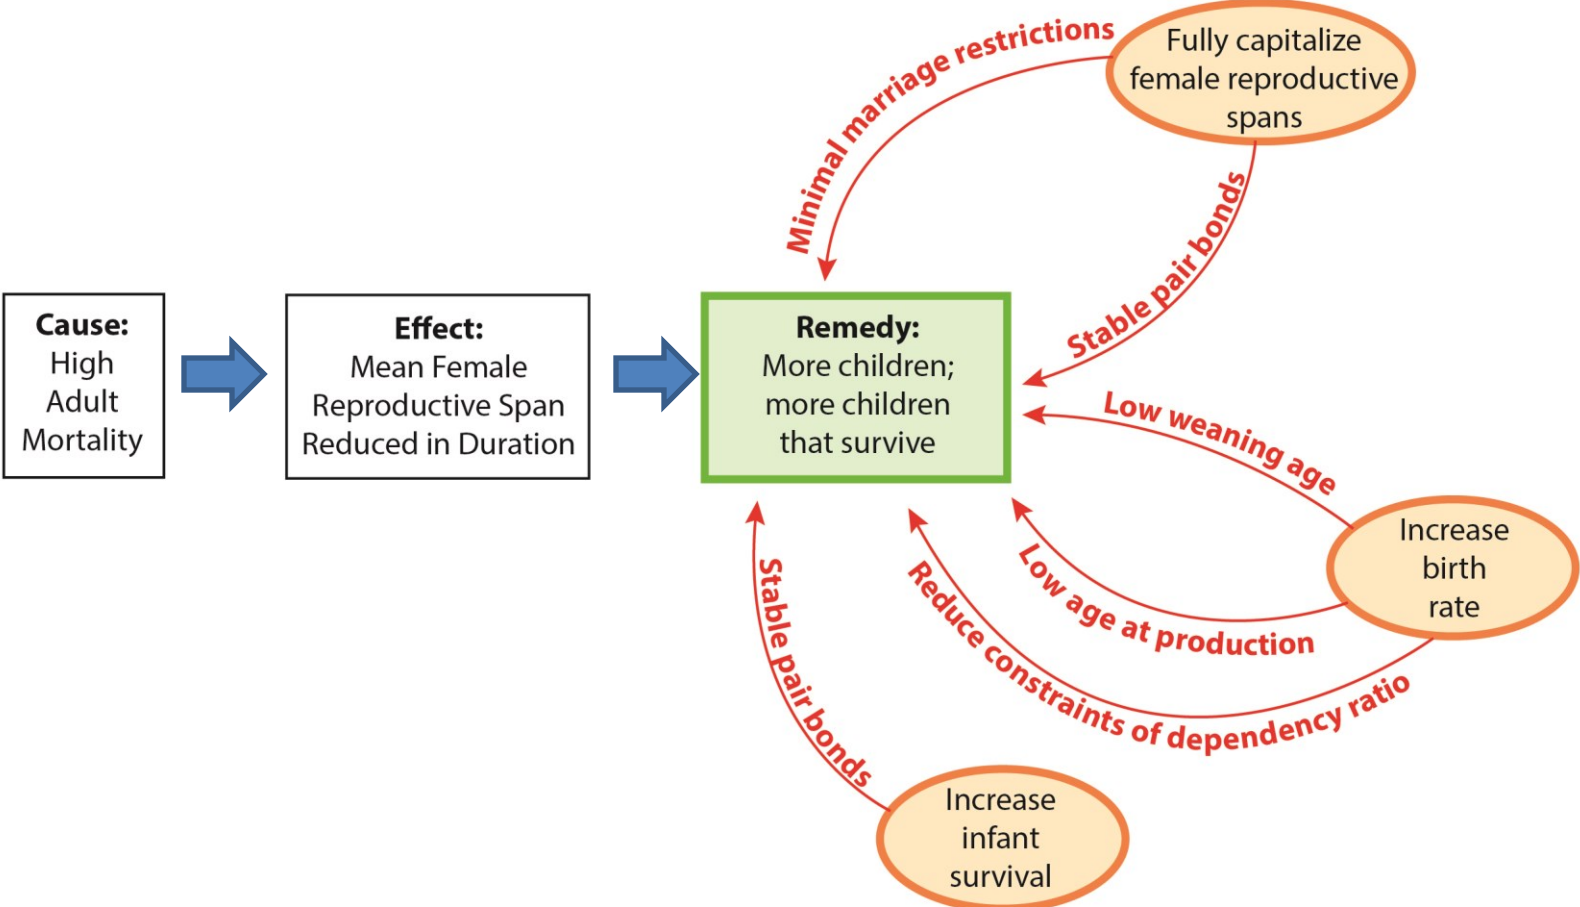 Cause:
High
Adult
Mortality
Effect:
Mean Female
Reproductive Span
Reduced in Duration
Remedy:
More children;
more children
that survive
Minimal marriage restrictions
Fully capitalize
female reproductive
spans
Stable pair bonds
Low weaning age
Increase
birth
rate
Low age at production
Reduce constraints of dependency ratio
Stable pair bonds
Increase
infant
survival